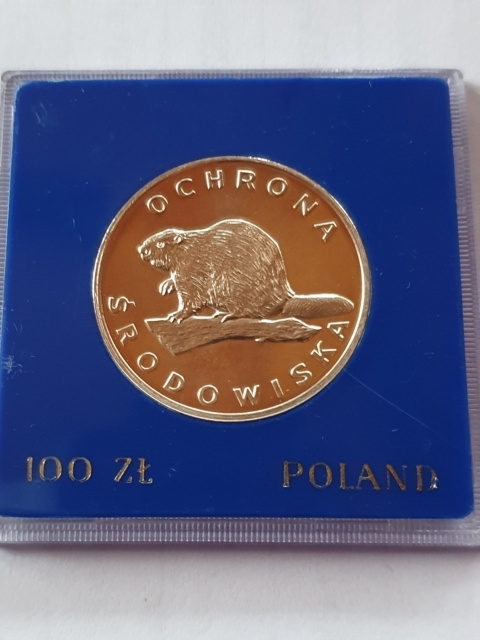 OCHRONA
ŚRODOWISKA
100 ZŁ
POLAND